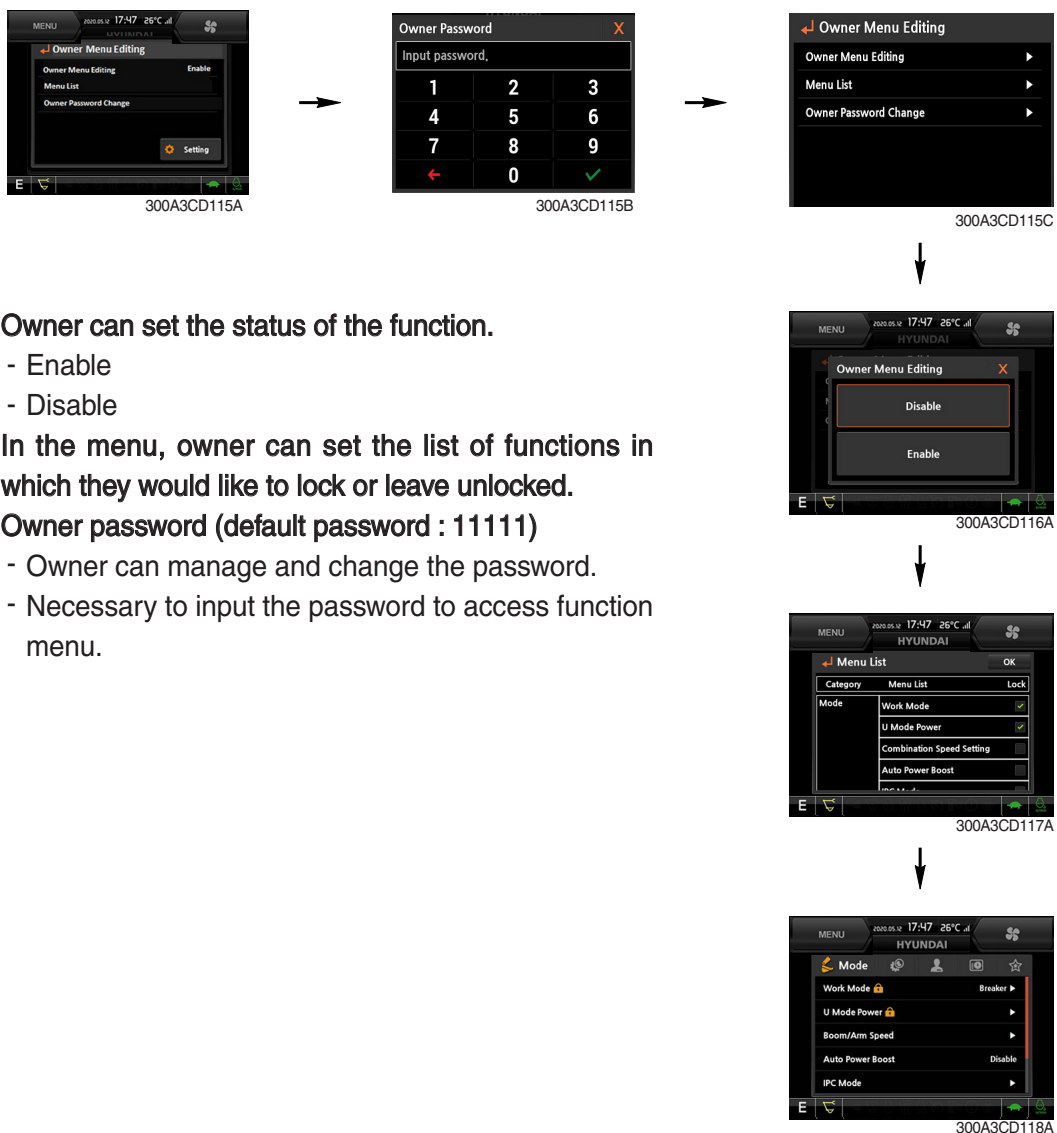 MENU 2020.05.12 17:47 26°C
HYUNDAI
Owner Menu Editing
Owner Menu Editing Enable
Menu List
Owner Password Change
Setting
E
300A3CD115A
Owner Password X
Input password.
1 2 3
4 5 6
7 8 9
0
300A3CD115B
Owner Menu Editing
Owner Menu Editing
Menu List
Owner Password Change
300A3CD115C
Owner can set the status of the function.
- Enable
- Disable
In the menu, owner can set the list of functions in
which they would like to lock or leave unlocked.
Owner password (default password : 11111)
- Owner can manage and change the password.
- Necessary to input the password to access function
menu.
MENU 2020.05.12 17:47 26°C
HYUNDAI
Owner Menu Editing X
Disable
Enable
E
300A3CD116A
MENU 2020.05.12 17:47 26°C
HYUNDAI
Menu List OK
Category Menu List Lock
Mode Work Mode
U Mode Power
Combination Speed Setting
Auto Power Boost
IPC Mode
E
300A3CD117A
MENU 2020.05.12 17:47 26°C
HYUNDAI
Mode
Work Mode Breaker
U Mode Power
Boom/Arm Speed
Auto Power Boost Disable
IPC Mode
E
300A3CD118A